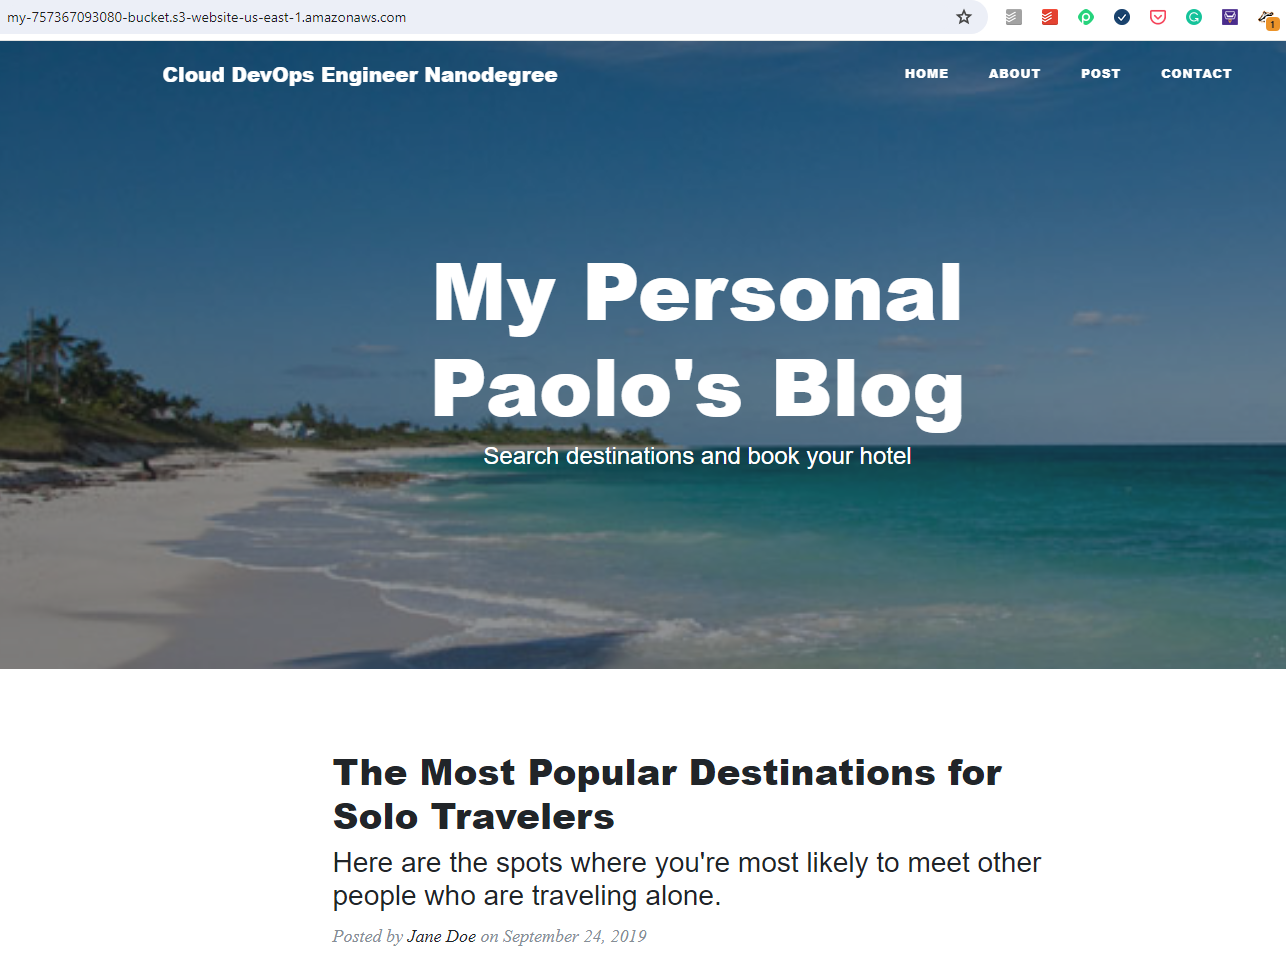 my-757367093080-bucket.s3-website-us-east-1.amazonaws.com
1
Cloud DevOps Engineer Nanodegree
HOME ABOUT POST CONTACT
My Personal
Paolo's Blog
Search destinations and book your hotel
The Most Popular Destinations for
Solo Travelers
Here are the spots where you're most likely to meet other
people who are traveling alone.
Posted by Jane Doe on September 24, 2019